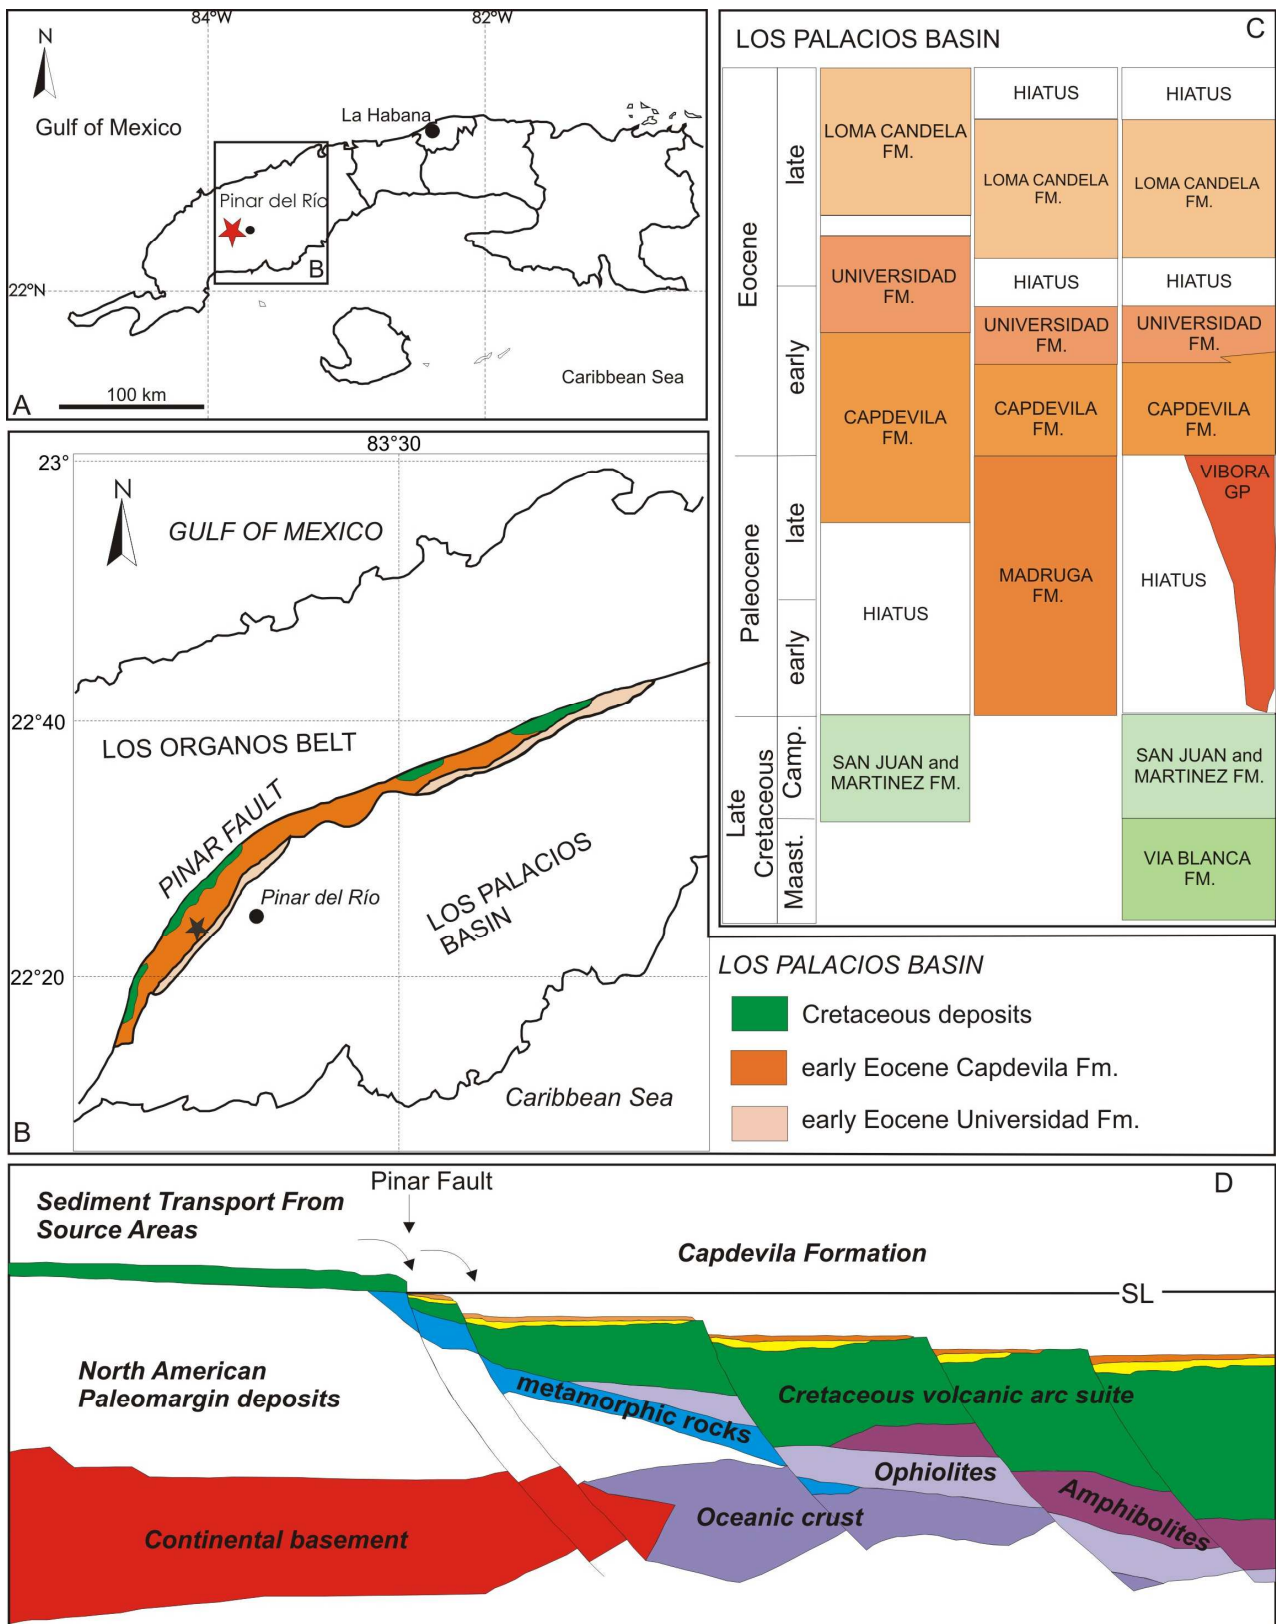 84°W
82°W
N
Gulf of Mexico
La Habana
Pinar del Río
B
22°N
Caribbean Sea
100 km
A
LOS PALACIOS BASIN
C
Eocene
late
early
Paleocene
late
early
Late
Cretaceous
Camp.
Maast.
LOMA CANDELA
FM.
UNIVERSIDAD
FM.
CAPDEVILA
FM.
HIATUS
SAN JUAN and
MARTINEZ FM.
HIATUS
LOMA CANDELA
FM.
HIATUS
UNIVERSIDAD
FM.
CAPDEVILA
FM.
MADRUGA
FM.
HIATUS
LOMA CANDELA
FM.
HIATUS
UNIVERSIDAD
FM.
CAPDEVILA
FM.
VIBORA
GP
HIATUS
SAN JUAN and
MARTINEZ FM.
VIA BLANCA
FM.
83°30
23°
N
GULF OF MEXICO
22°40
LOS ORGANOS BELT
PINAR FAULT
Pinar del Río
LOS PALACIOS
BASIN
22°20
Caribbean Sea
B
LOS PALACIOS BASIN
Cretaceous deposits
early Eocene Capdevila Fm.
early Eocene Universidad Fm.
D
Pinar Fault
Sediment Transport From
Source Areas
Capdevila Formation
SL
North American
Paleomargin deposits
metamorphic rocks
Cretaceous volcanic arc suite
Ophiolites
Amphibolites
Oceanic crust
Continental basement